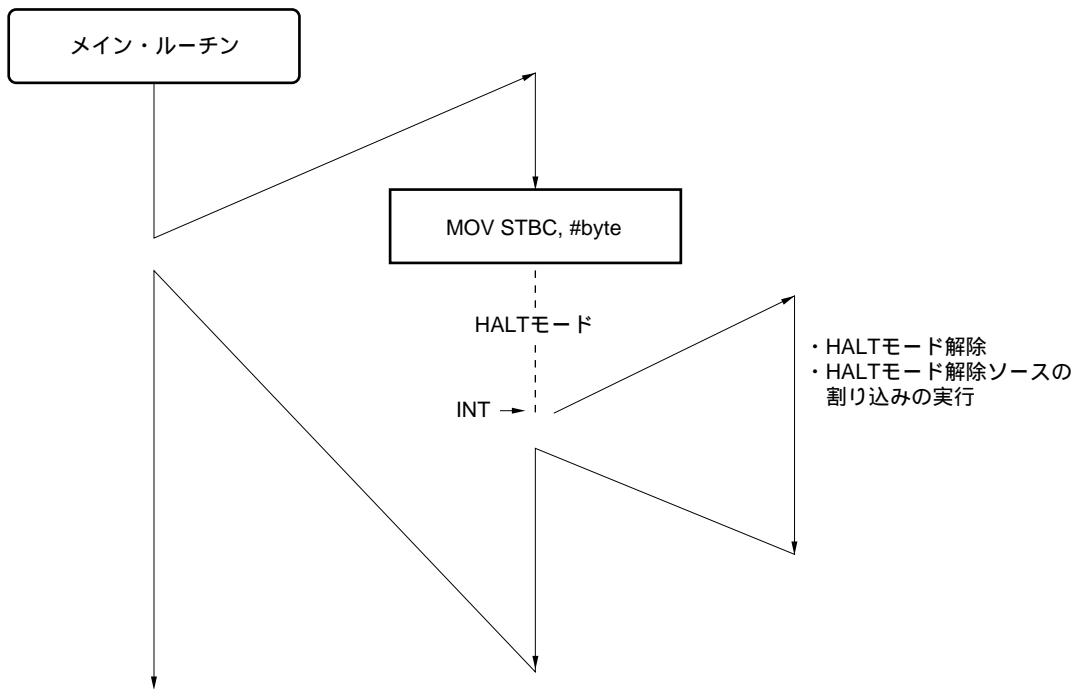 メイン・ルーチン
MOV STBC, #byte
HALTモード
INT
・HALTモード解除
・HALTモード解除ソースの
割り込みの実行